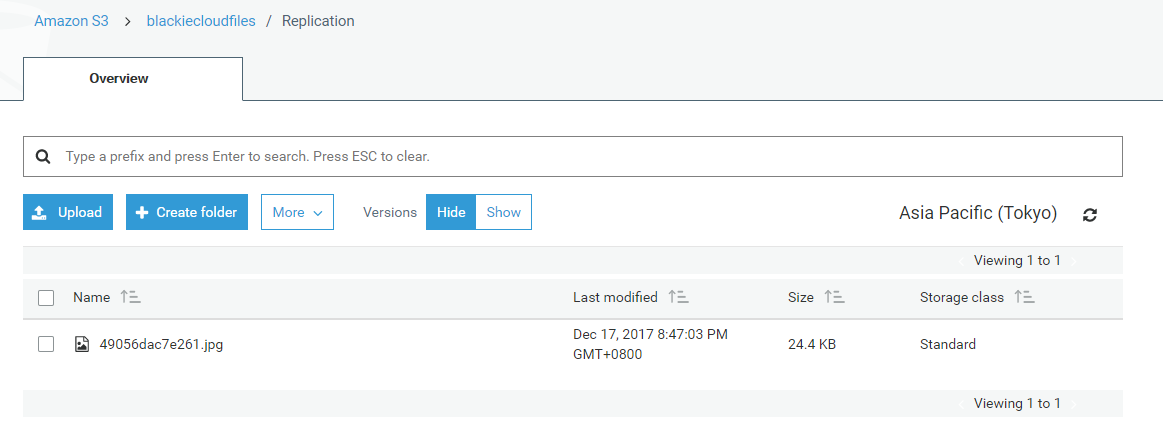 Amazon S3 > blackiecloudfiles / Replication
Overview
Type a prefix and press Enter to search. Press ESC to clear.
Upload + Create folder More Versions Hide Show Asia Pacific (Tokyo)
Viewing 1 to 1
Name Last modified Size Storage class
49056dac7e261.jpg Dec 17, 2017 8:47:03 PM 24.4 KB Standard
GMT+0800
Viewing 1 to 1